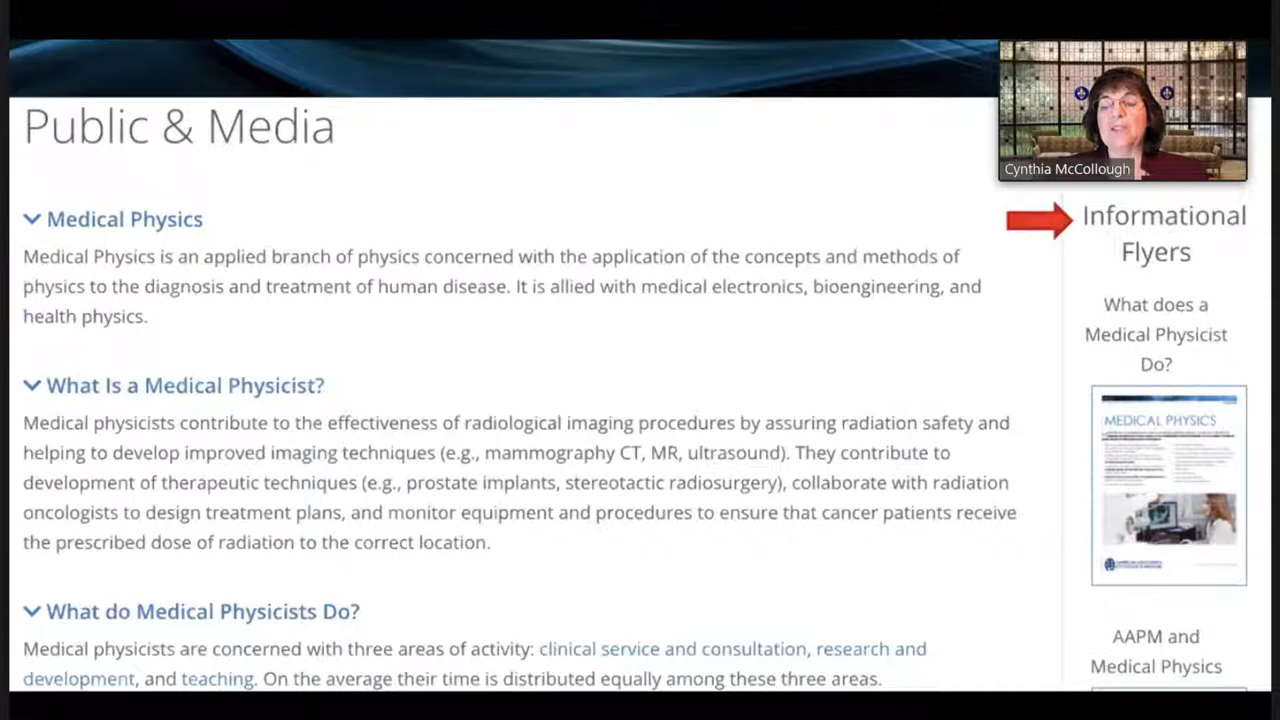 Public & Media
Cynthia McCollough
Medical Physics
Medical Physics is an applied branch of physics concerned with the application of the concepts and methods of
physics to the diagnosis and treatment of human disease. It is allied with medical electronics, bioengineering, and
health physics.
What Is a Medical Physicist?
Medical physicists contribute to the effectiveness of radiological imaging procedures by assuring radiation safety and
helping to develop improved imaging techniques (e.g., mammography CT, MR, ultrasound). They contribute to
development of therapeutic techniques (e.g., prostate implants, stereotactic radiosurgery), collaborate with radiation
oncologists to design treatment plans, and monitor equipment and procedures to ensure that cancer patients receive
the prescribed dose of radiation to the correct location.
What do Medical Physicists Do?
Medical physicists are concerned with three areas of activity: clinical service and consultation, research and
development, and teaching. On the average their time is distributed equally among these three areas.
Informational
Flyers
What does a
Medical Physicist
Do?
MEDICAL PHYSICS
AAPM and
Medical Physics